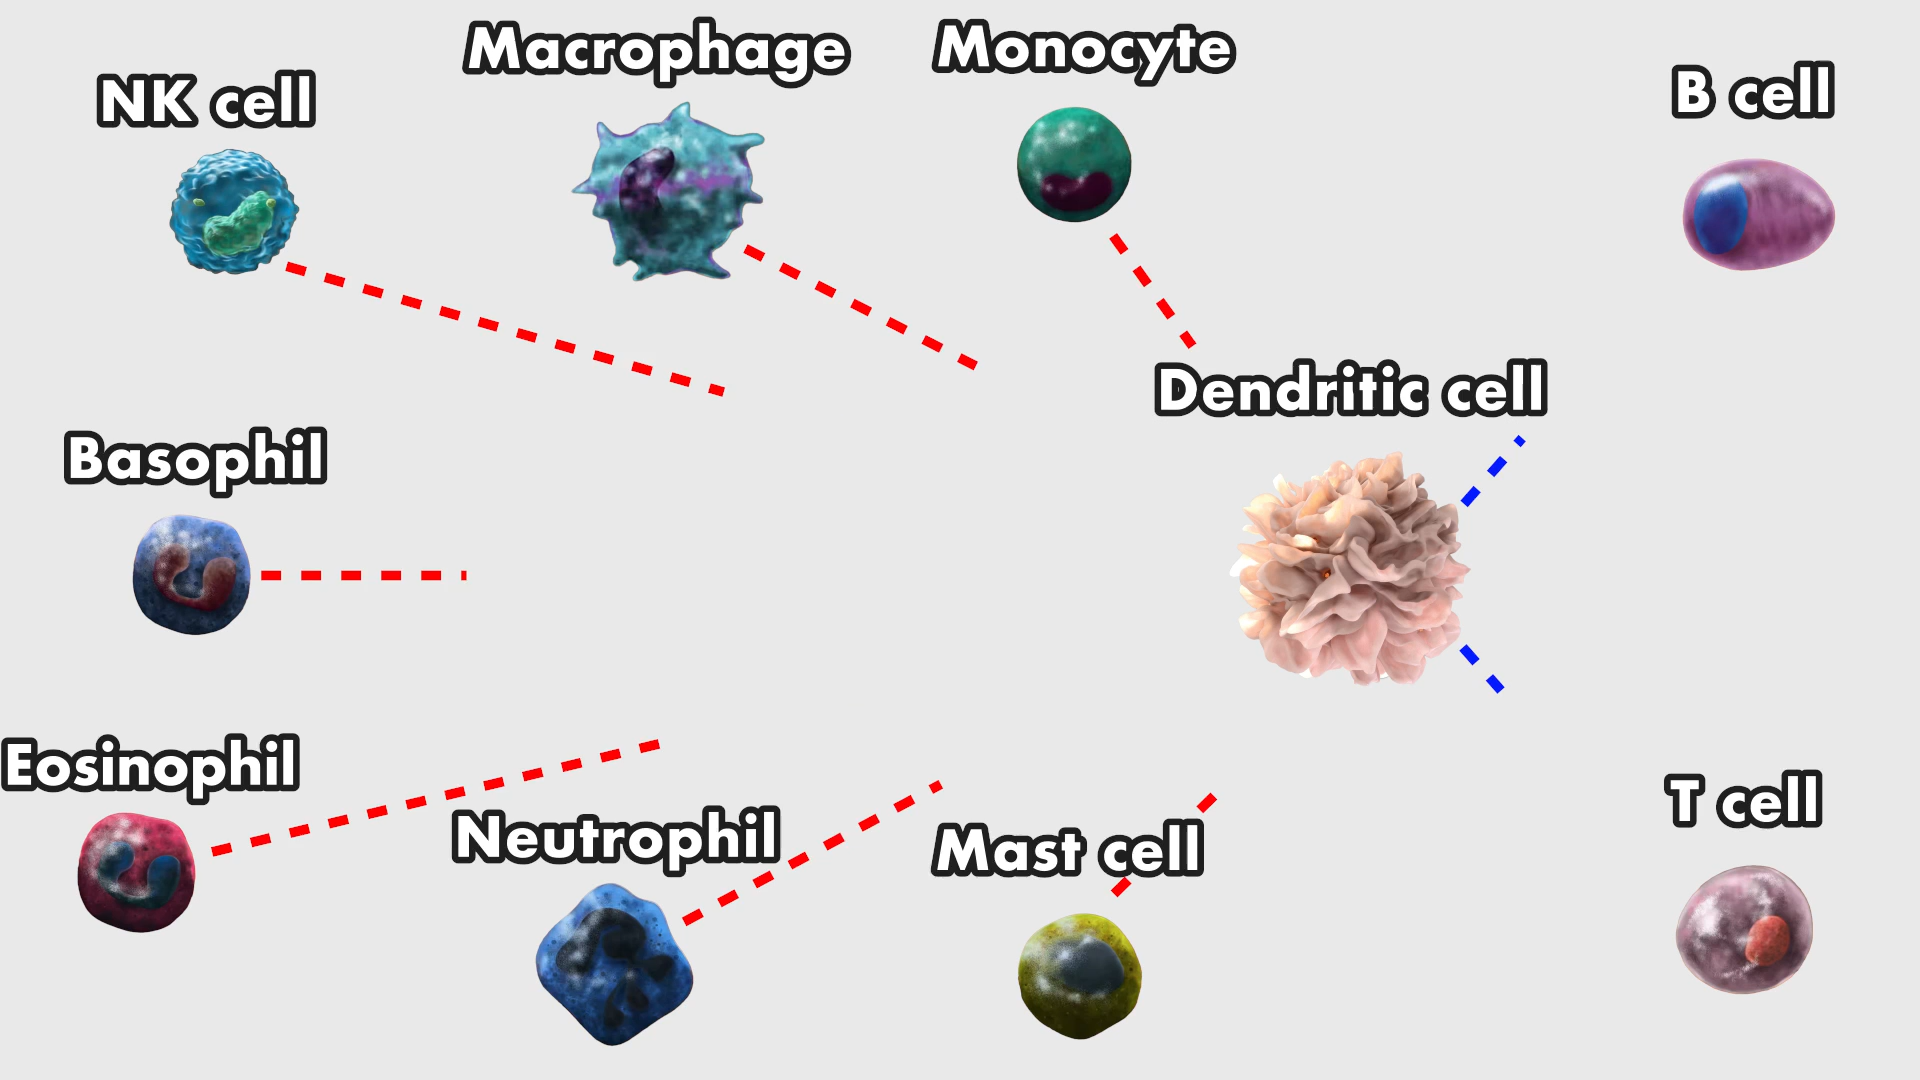 Macrophage
Monocyte
NK cell
B cell
Dendritic cell
Basophil
Eosinophil
Neutrophil
Mast cell
T cell